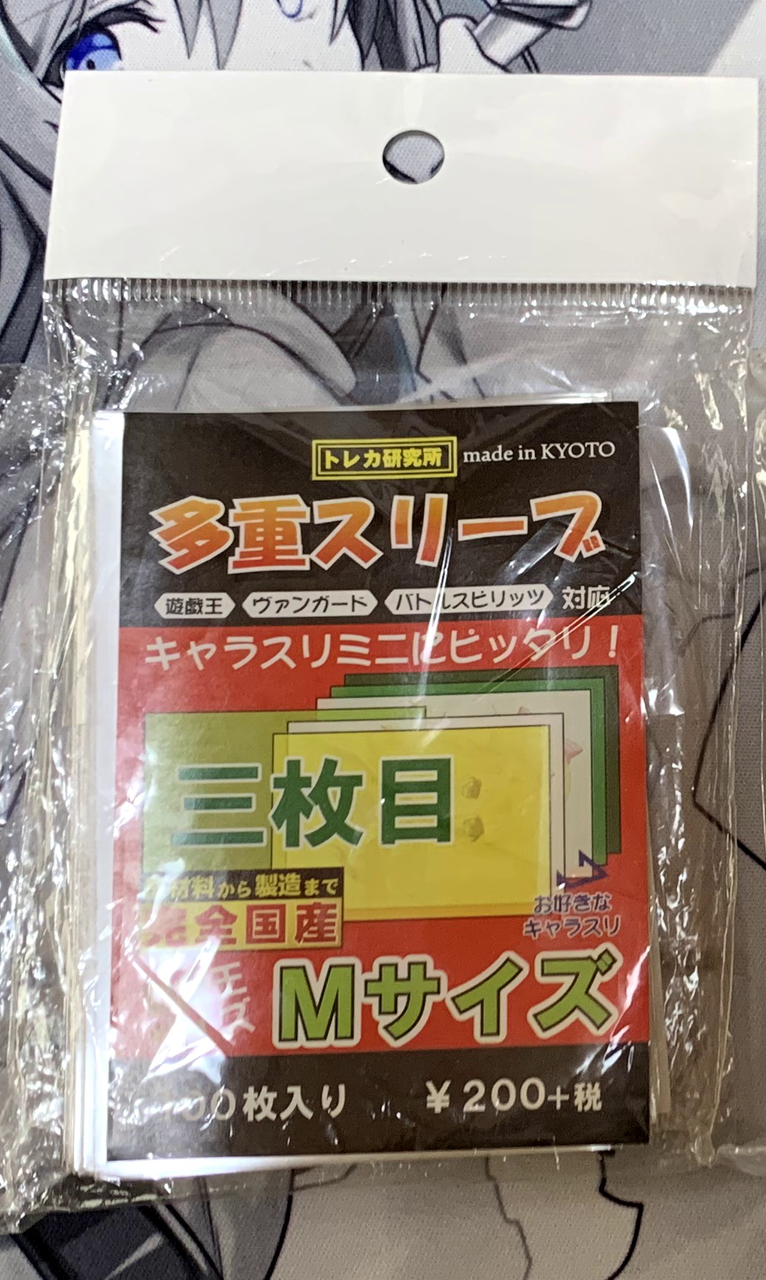 トレカ研究所 made in KYOTO
多重スリーブ
遊戯王 ヴァンガード バトルスピリッツ 対応
キャラスリミニにピッタリ！
三枚目
材料から製造まで
完全国産
お好きな
キャラスリ
Mサイズ
枚入り ¥200+税